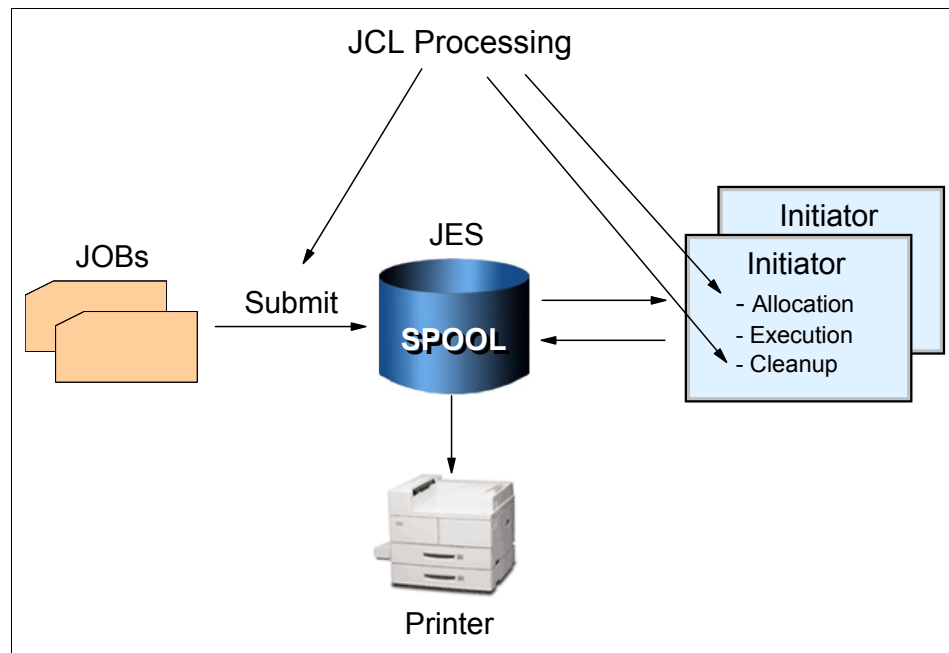 JCL Processing
JOBs
Submit
JES
SPOOL
Initiator
Initiator
- Allocation
- Execution
- Cleanup
Printer